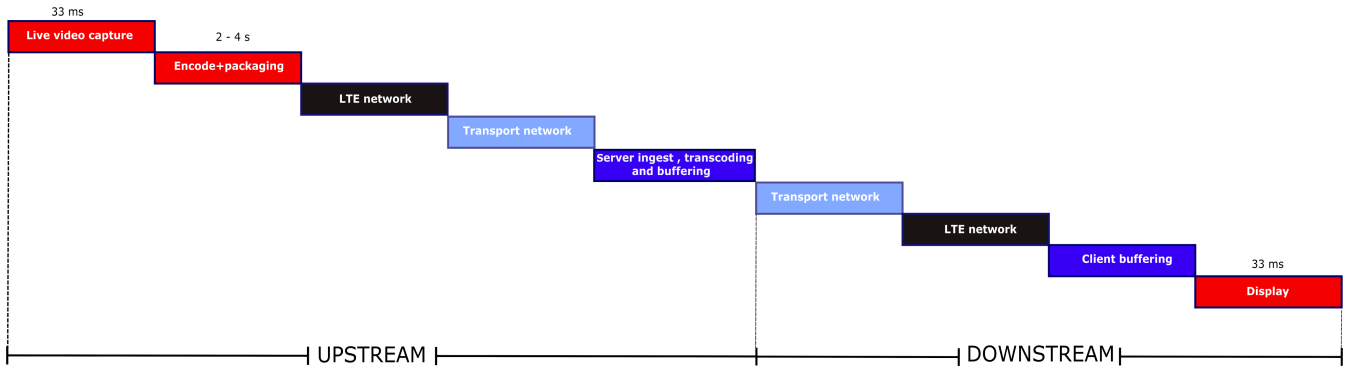 33 ms
Live video capture
2 - 4 s
Encode+packaging
LTE network
Transport network
Server ingest , transcoding
and buffering
Transport network
LTE network
Client buffering
33 ms
Display
UPSTREAM
DOWNSTREAM